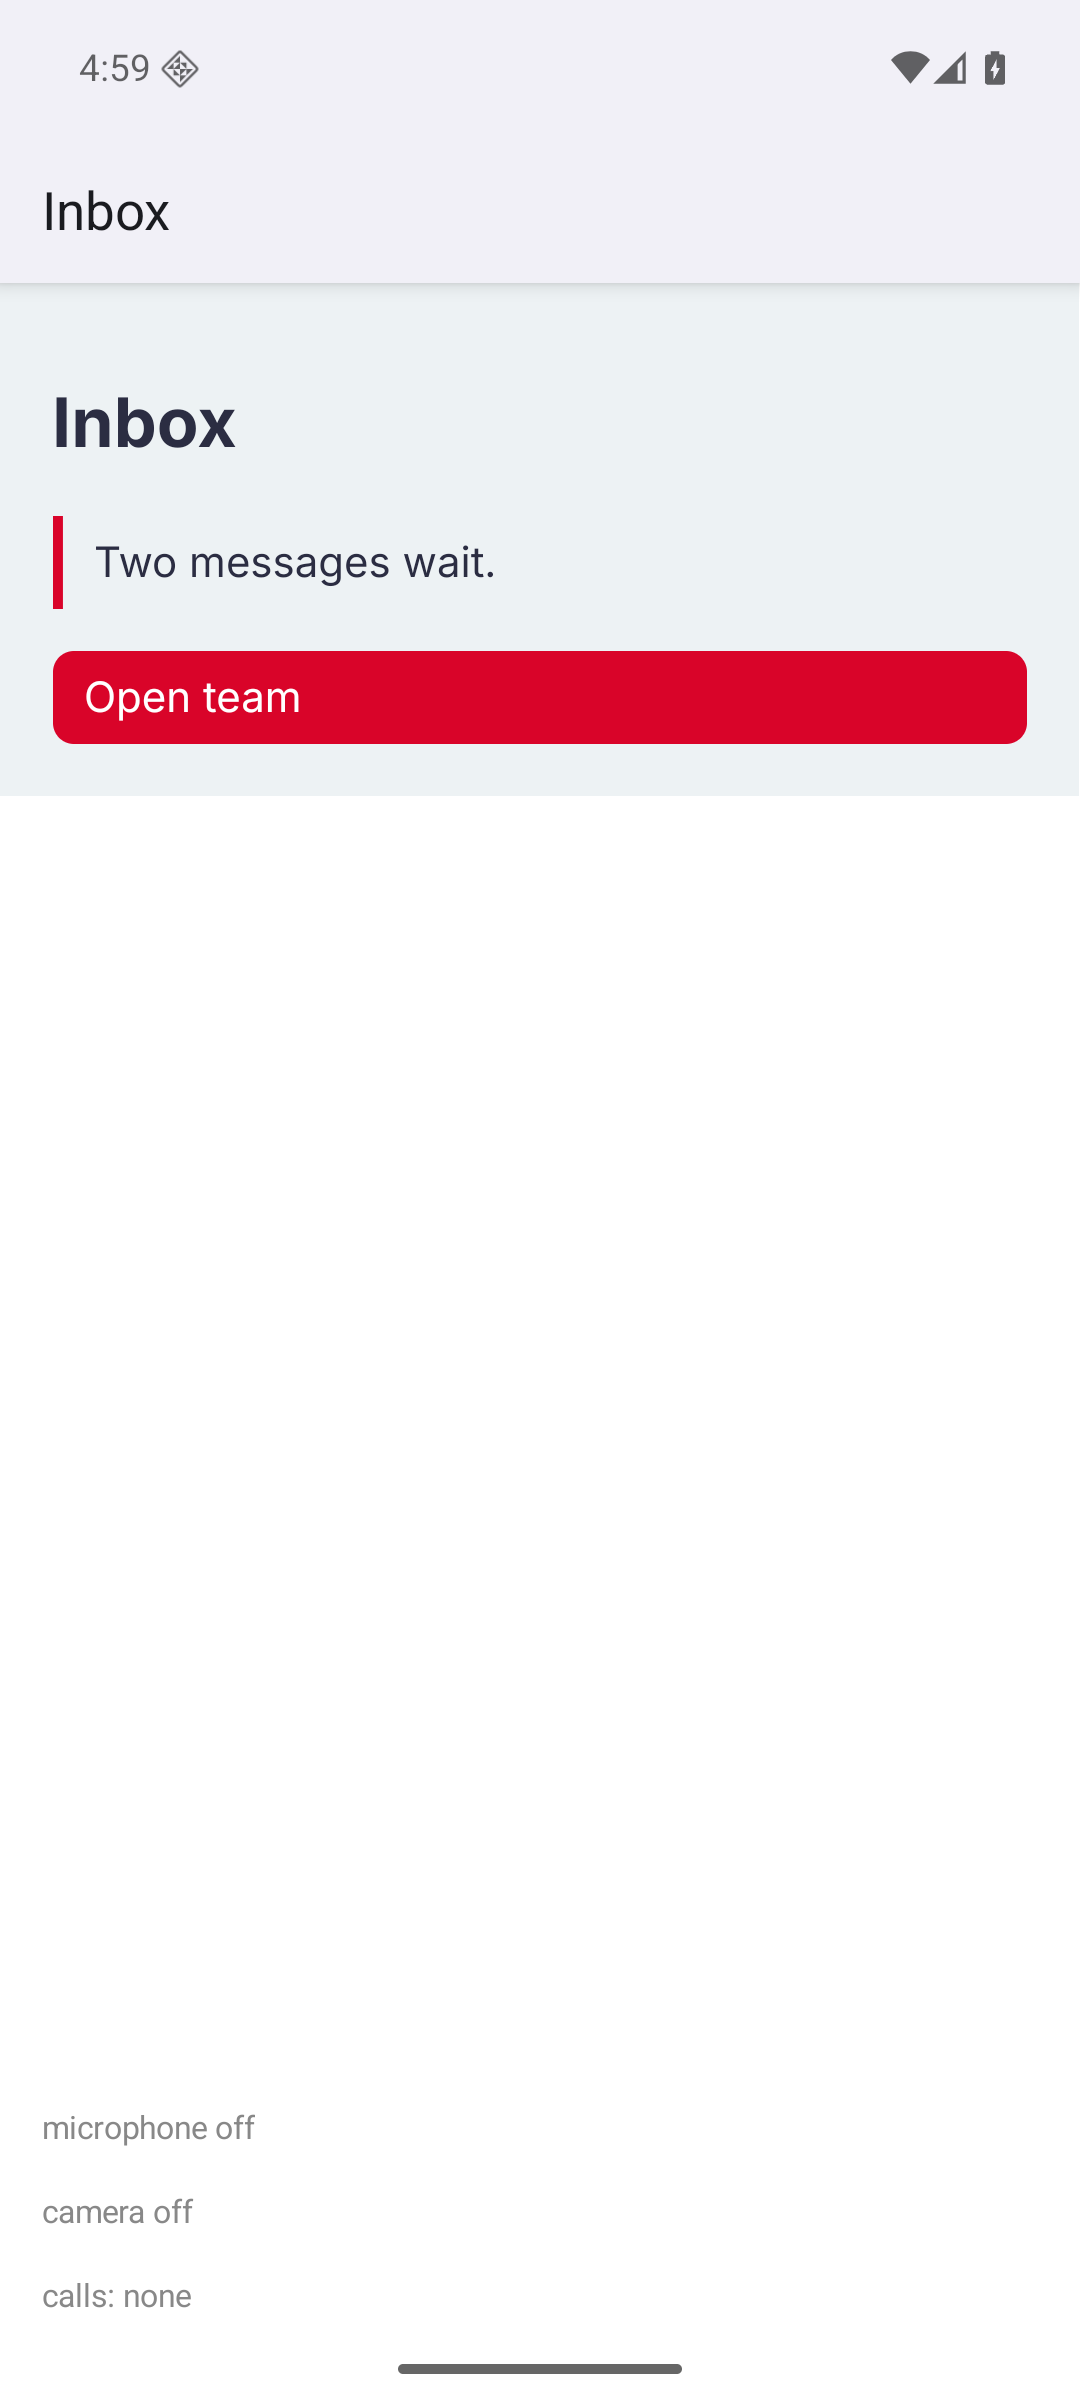 4:59
Inbox
Inbox
Two messages wait.
Open team
microphone off
camera off
calls: none